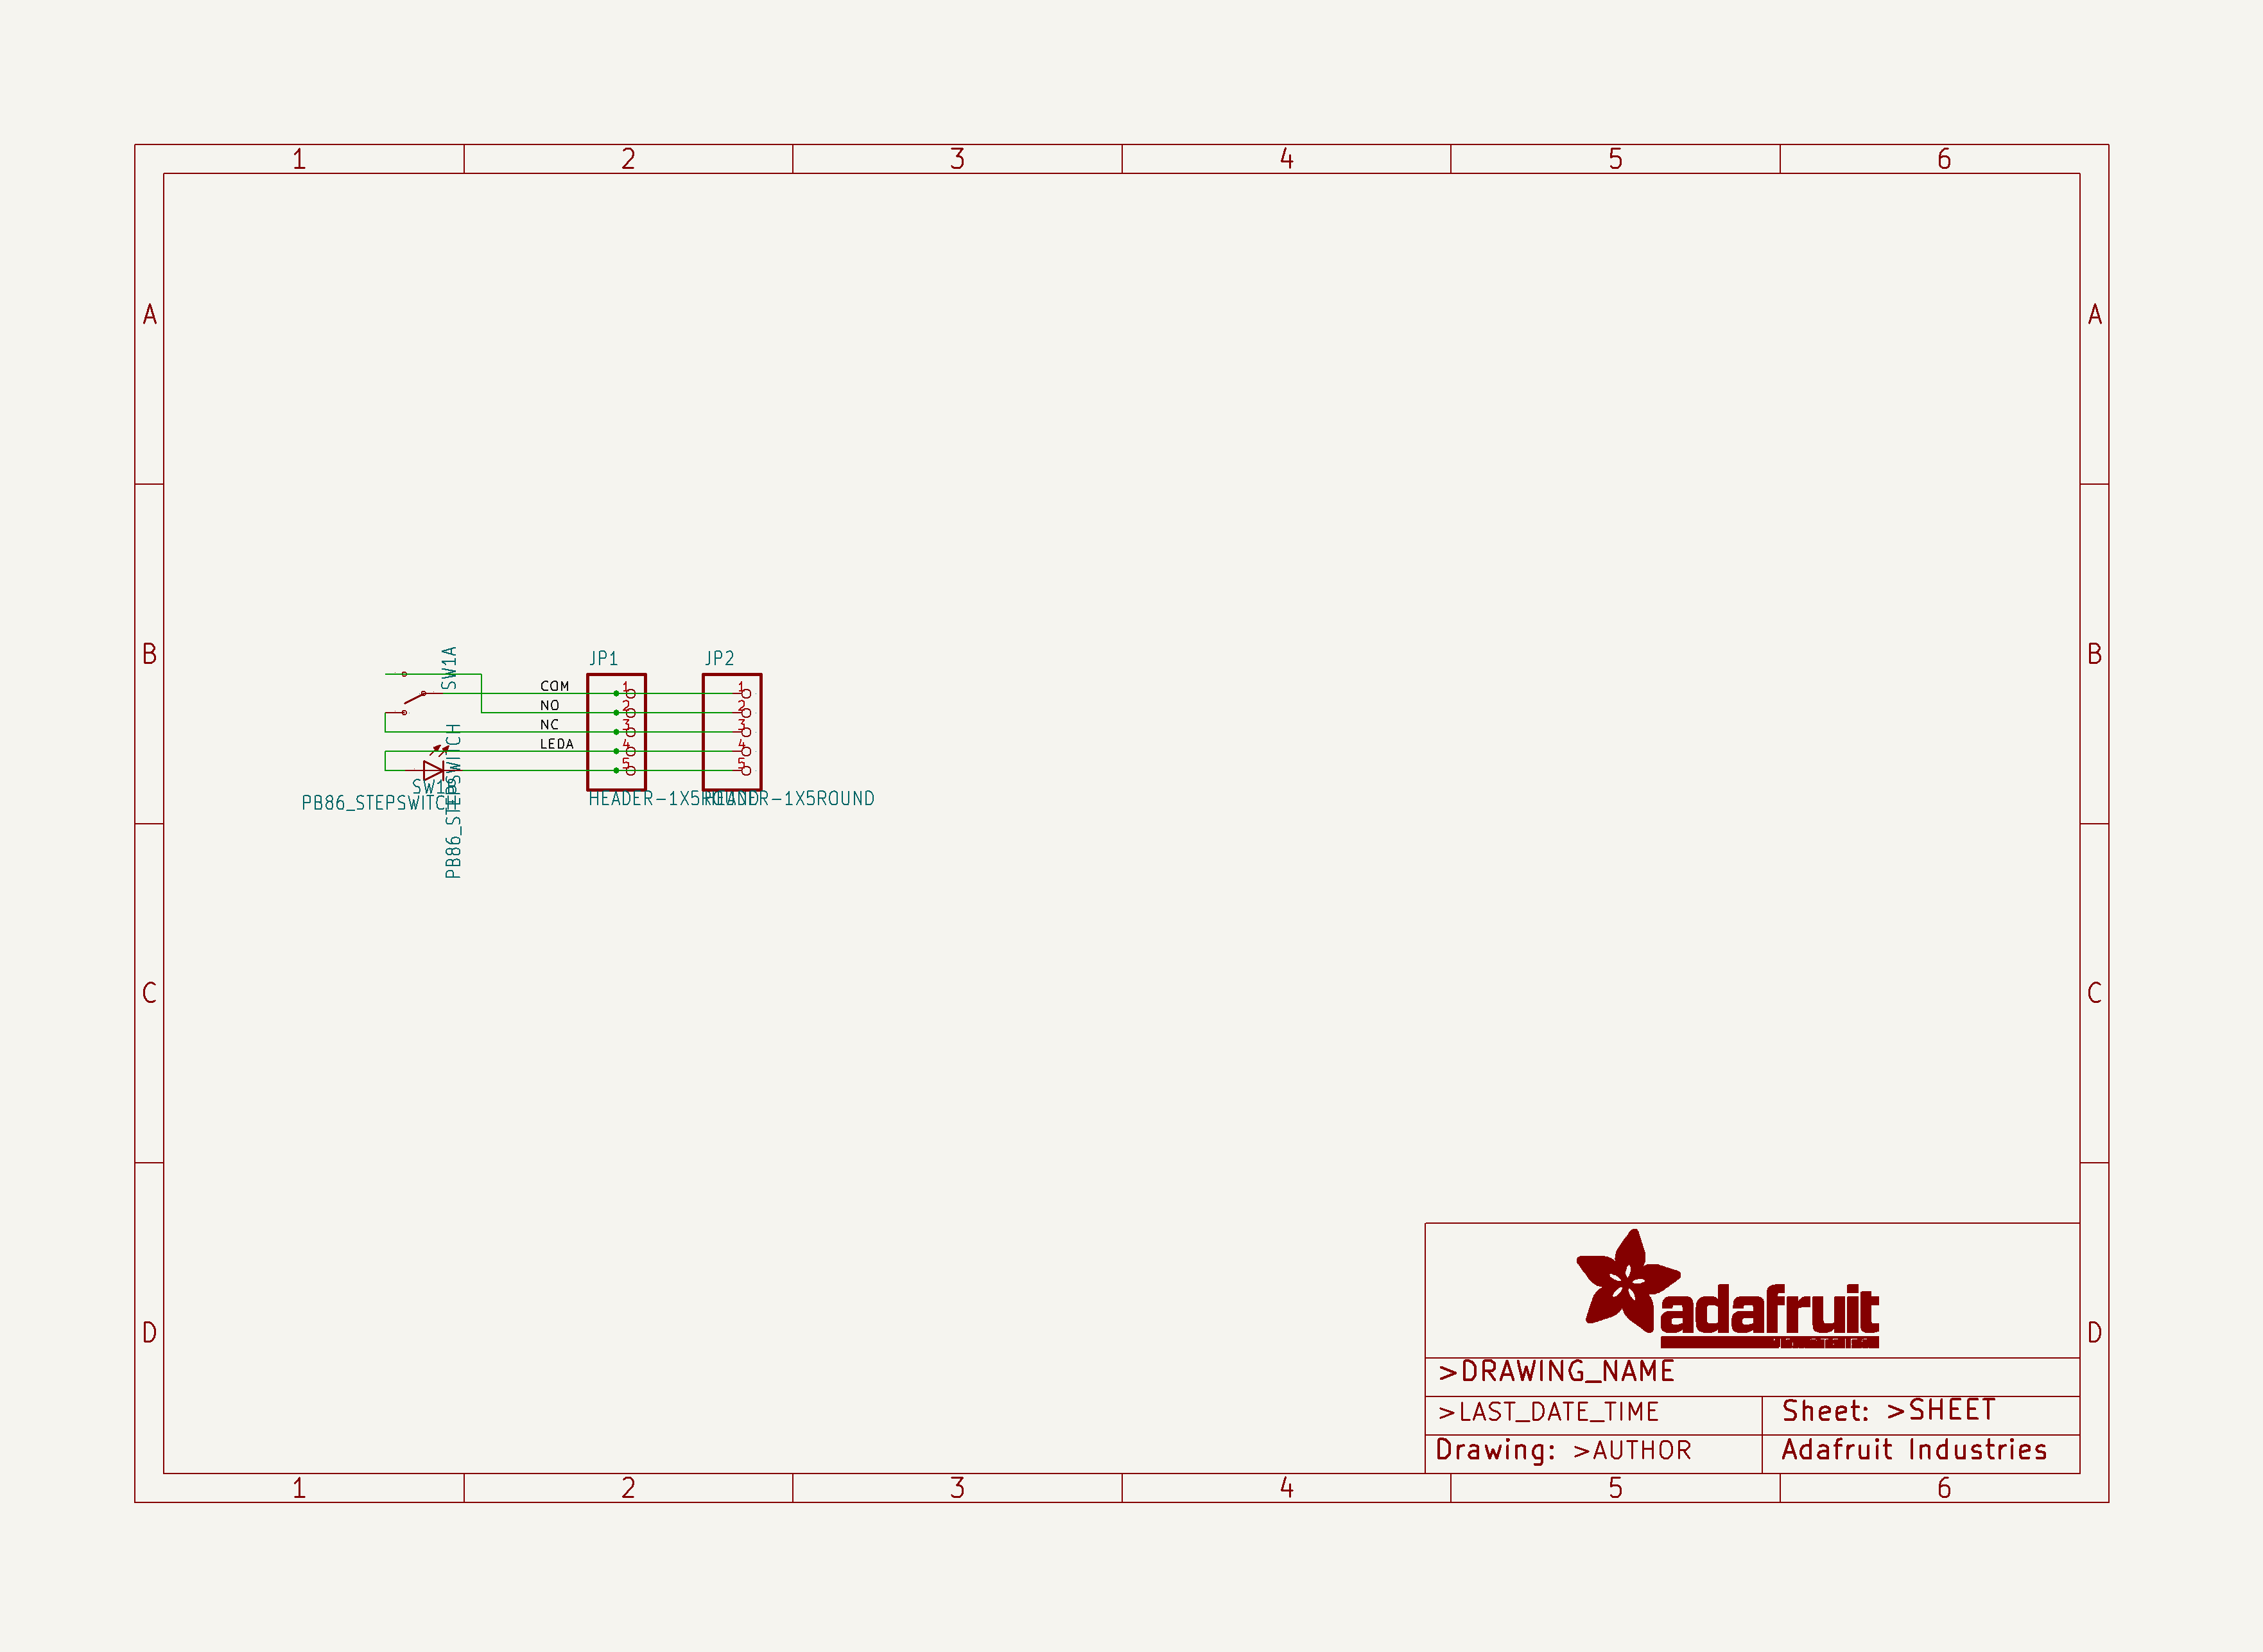 1 2 3 4 5 6
A A
B B
C C
D D
SW1A
PB86_STEPSWITCH
PB86_STEPSWITCH
COM
NO
NC
LEDA
JP1
1
2
3
4
5
HEADER-1X5ROUND
JP2
1
2
3
4
5
HEADER-1X5ROUND
adafruit
>DRAWING_NAME
>LAST_DATE_TIME
Sheet: >SHEET
Drawing: >AUTHOR
Adafruit Industries
1 2 3 4 5 6